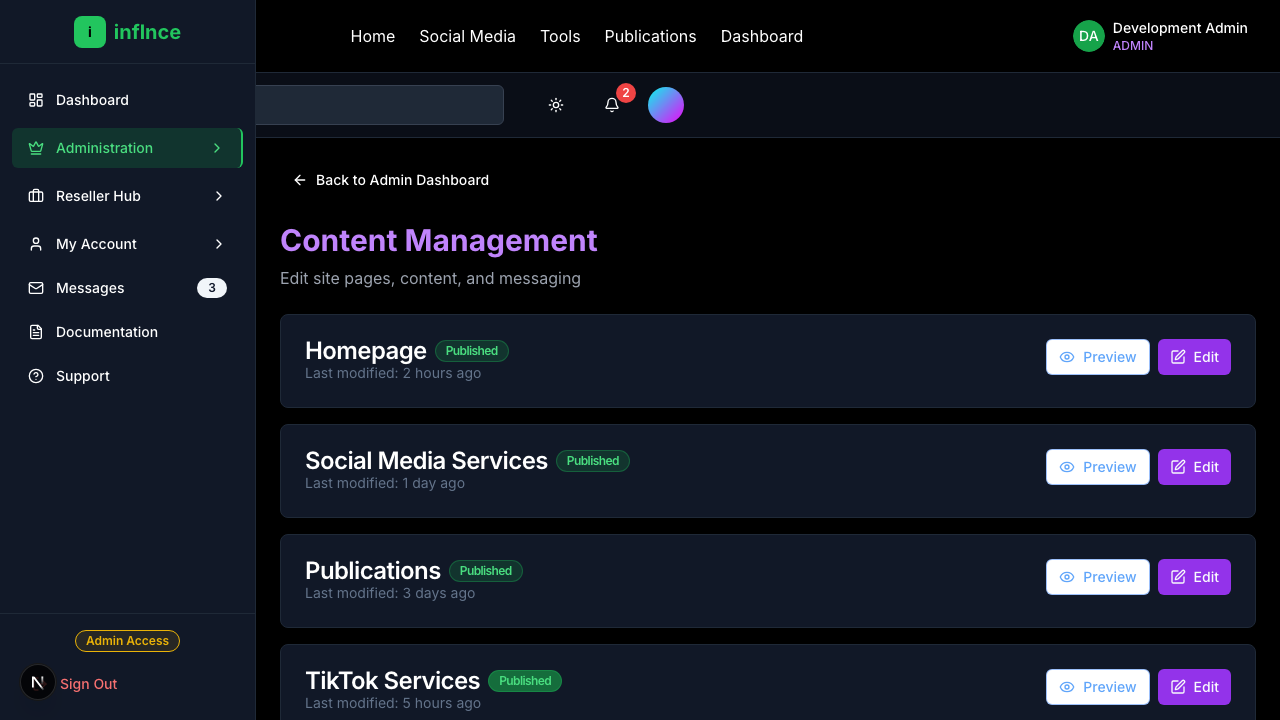 i infInce
Home Social Media Tools Publications Dashboard
DA Development Admin
ADMIN
Dashboard
Administration
Reseller Hub
My Account
Messages 3
Documentation
Support
Admin Access
N Sign Out
2
Back to Admin Dashboard
Content Management
Edit site pages, content, and messaging
Homepage Published
Last modified: 2 hours ago
Preview Edit
Social Media Services Published
Last modified: 1 day ago
Preview Edit
Publications Published
Last modified: 3 days ago
Preview Edit
TikTok Services Published
Last modified: 5 hours ago
Preview Edit